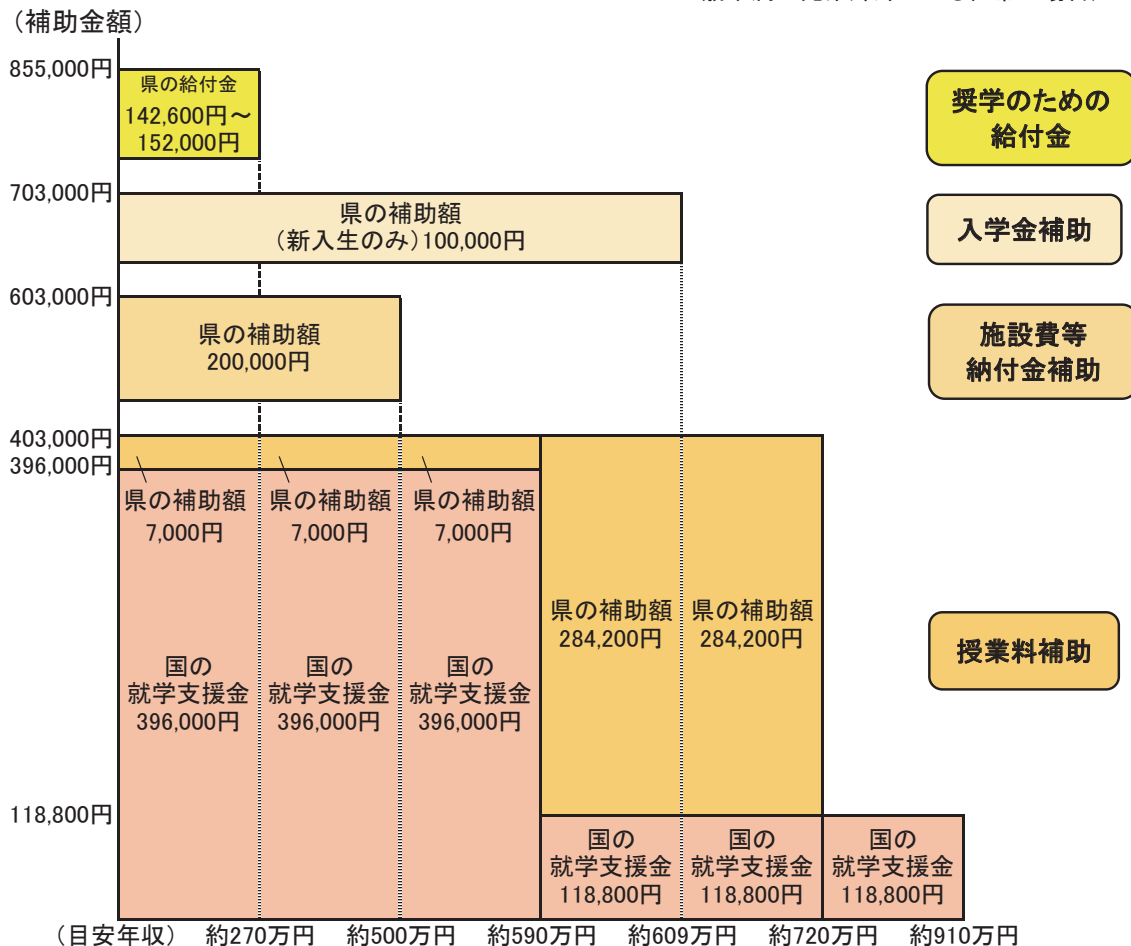 （補助金額）
855,000円
県の給付金
142,600円～
152,000円
奨学のための
給付金
703,000円
県の補助額
（新入生のみ）100,000円
入学金補助
603,000円
県の補助額
200,000円
施設費等
納付金補助
403,000円
396,000円
県の補助額 県の補助額 県の補助額
7,000円 7,000円 7,000円
県の補助額 県の補助額
284,200円 284,200円
授業料補助
国の 国の 国の
就学支援金 就学支援金 就学支援金
396,000円 396,000円 396,000円
118,800円
国の 国の 国の
就学支援金 就学支援金 就学支援金
118,800円 118,800円 118,800円
（目安年収） 約270万円 約500万円 約590万円 約609万円 約720万円 約910万円